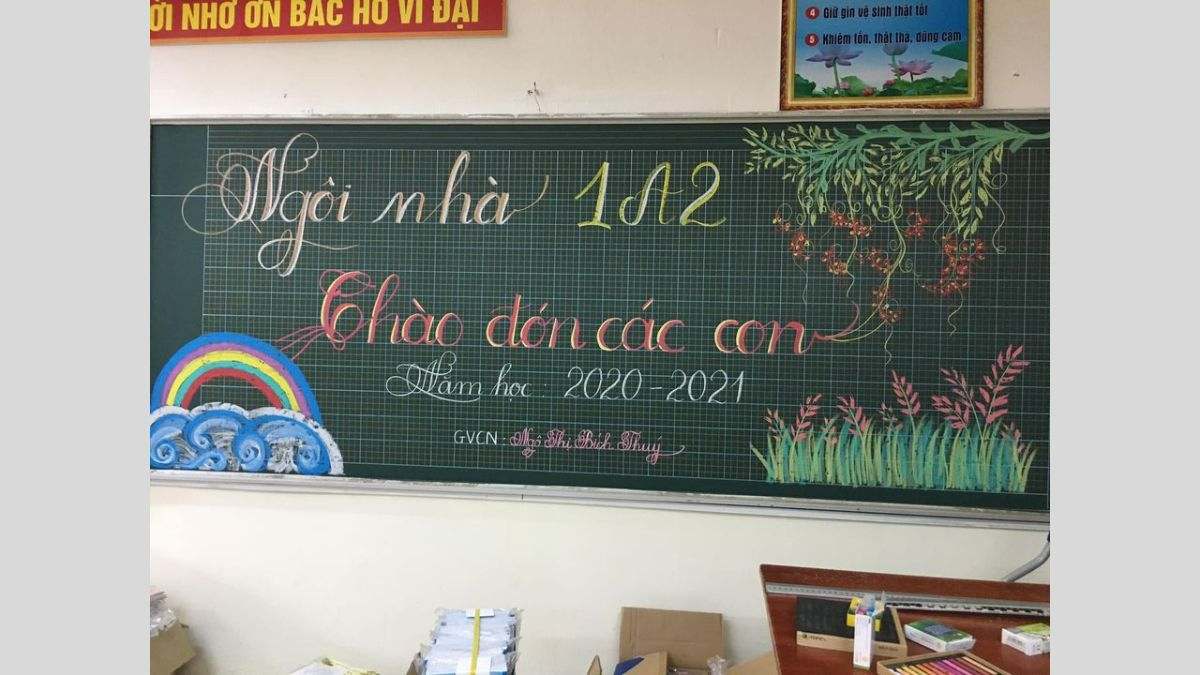 ỜI NHỚ ƠN BÁC HỒ VĨ ĐẠI
4 Giữ gìn vệ sinh thật tốt
5 Khiêm tốn, thật thà, dũng cảm
Ngôi nhà 1A2
Chào đón các con
Năm học: 2020-2021
GVCN: Ngô Thị Bích Thuỷ